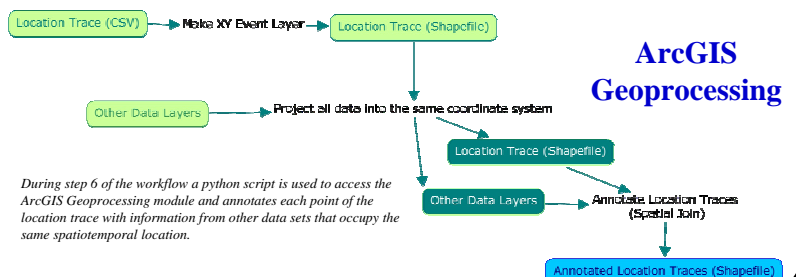 Location Trace (CSV)
Make XY Event Layer
Location Trace (Shapefile)
ArcGIS
Geoprocessing
Other Data Layers
Project all data into the same coordinate system
Location Trace (Shapefile)
During step 6 of the workflow a python script is used to access the
ArcGIS Geoprocessing module and annotates each point of the
location trace with information from other data sets that occupy the
same spatiotemporal location.
Other Data Layers
Annotate Location Traces
(Spatial Join)
Annotated Location Traces (Shapefile)